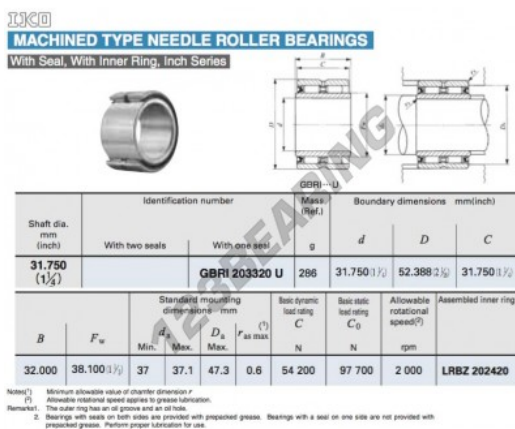 IKO
MACHINED TYPE NEEDLE ROLLER BEARINGS
With Seal, With Inner Ring, Inch Series
B
C
D
d
GBRI···U
123BEARING
Shaft dia.
mm
(inch)
Identification number
With two seals
With one seal
Mass
(Ref.)
g
Boundary dimensions mm(inch)
d
D
C
31.750
(1¼)
GBRI 203320 U
286
31.750(1¼)
52.388(2 1/16)
31.750(1¼)
Standard mounting
dimensions mm
Basic dynamic
load rating
Basic static
load rating
Allowable
rotational
speed(²)
Assembled inner ring
B
Fw
da
Min.
Max.
Da
Max.
(¹)
ras max
C
N
C0
N
rpm
32.000
38.100(1½)
37
37.1
47.3
0.6
54 200
97 700
2 000
LRBZ 202420
Notes(¹) Minimum allowable value of chamfer dimension r
(²) Allowable rotational speed applies to grease lubrication.
Remarks1. The outer ring has an oil groove and an oil hole.
2. Bearings with seals on both sides are provided with prepacked grease. Bearings with a seal on one side are not provided with
prepacked grease. Perform proper lubrication for use.